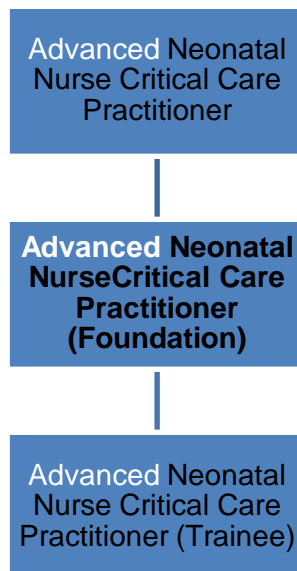 Advanced Neonatal
Nurse Critical Care
Practitioner
Advanced Neonatal
NurseCritical Care
Practitioner
(Foundation)
Advanced Neonatal
Nurse Critical Care
Practitioner (Trainee)